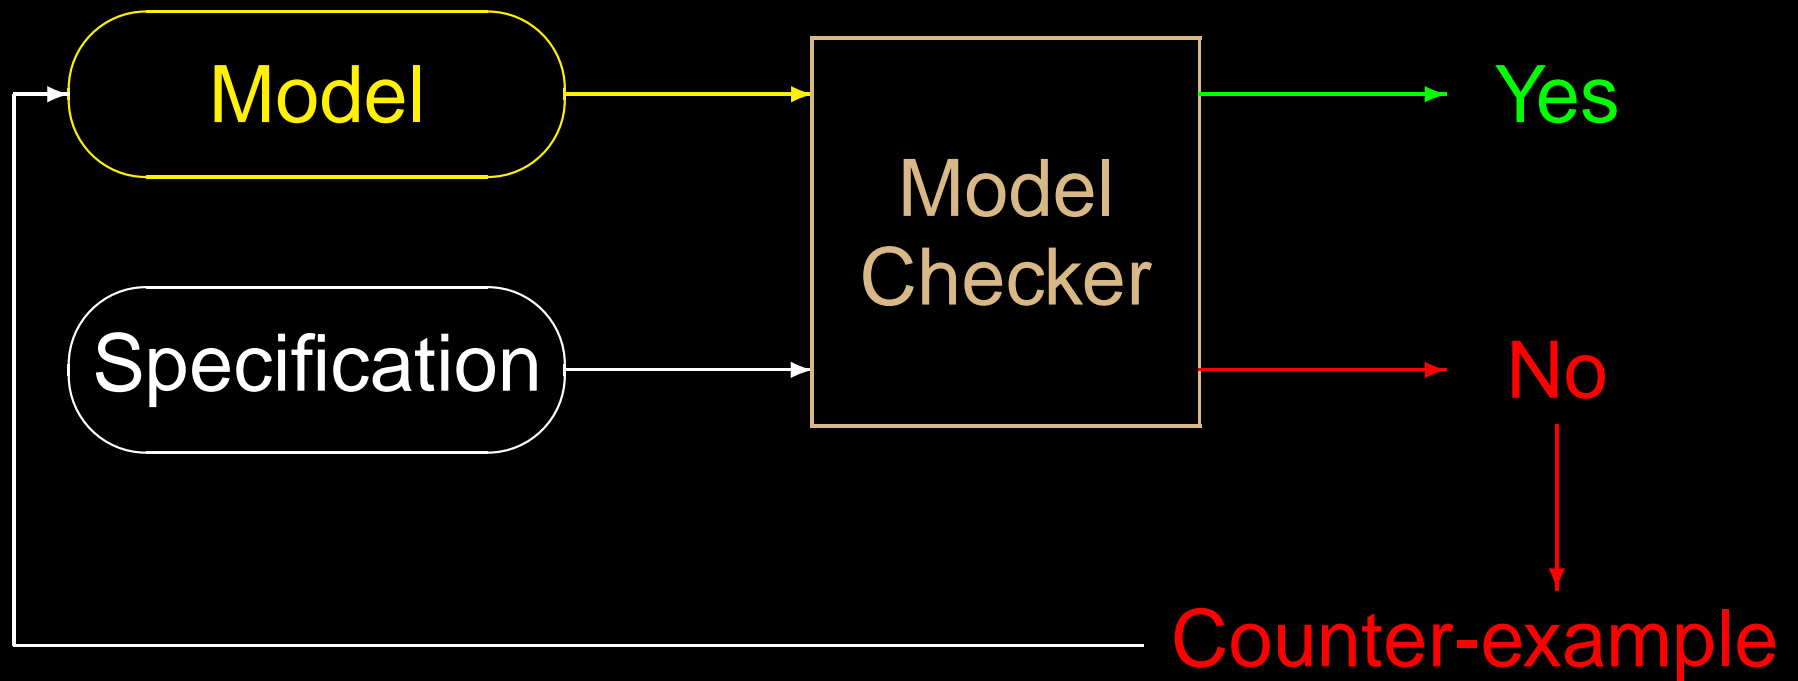 Model
Yes
Model
Checker
Specification
No
Counter-example